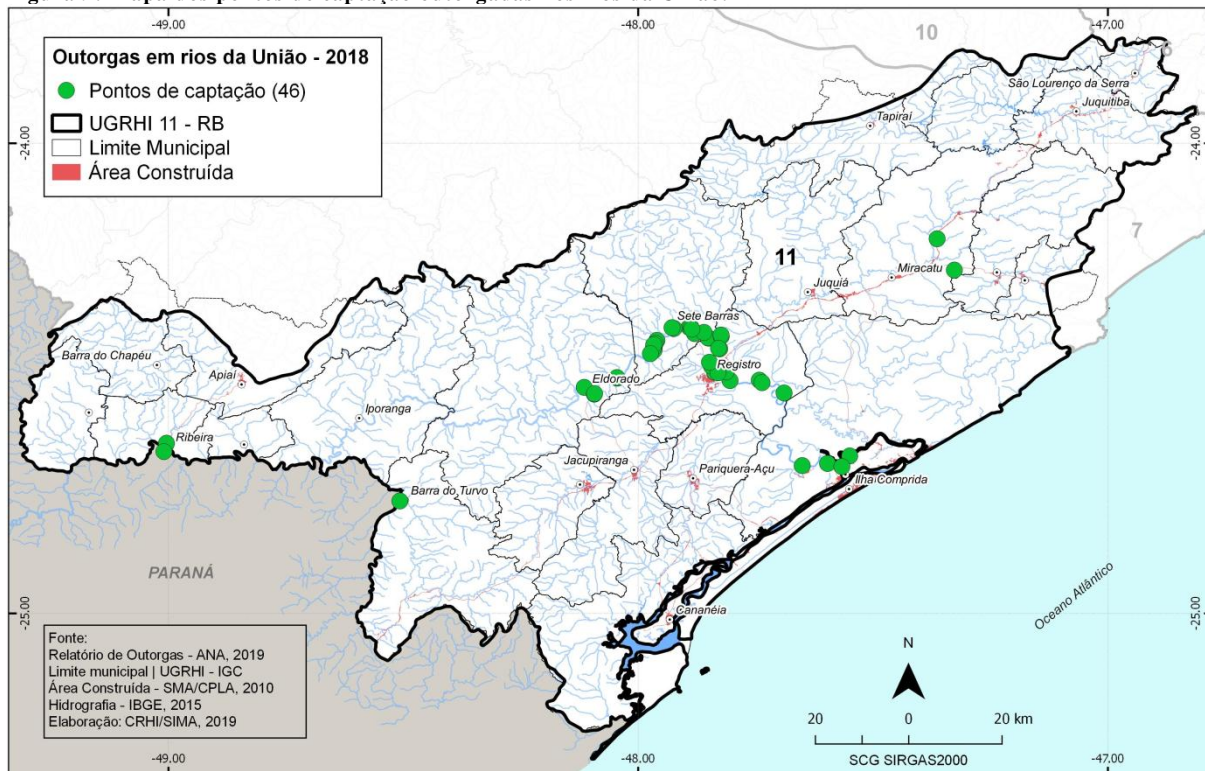 -49.00
-48.00
-47.00
Outorgas em rios da União - 2018
Pontos de captação (46)
UGRHI 11 - RB
Limite Municipal
Área Construída
10
6
São Lourenço da Serra
Juquitiba
Tapiraí
-24.00
-24.00
7
11
Miracatu
Juquiá
Sete Barras
Registro
Eldorado
Barra do Chapéu
Apiaí
Iporanga
Ribeira
Jacupiranga
Pariquera-Açu
Ilha Comprida
Barra do Turvo
PARANÁ
Cananéia
Oceano Atlântico
-25.00
-25.00
Fonte:
Relatório de Outorgas - ANA, 2019
Limite municipal | UGRHI - IGC
Área Construída - SMA/CPLA, 2010
Hidrografia - IBGE, 2015
Elaboração: CRHI/SIMA, 2019
N
20 0 20 km
SCG SIRGAS2000
-49.00
-48.00
-47.00